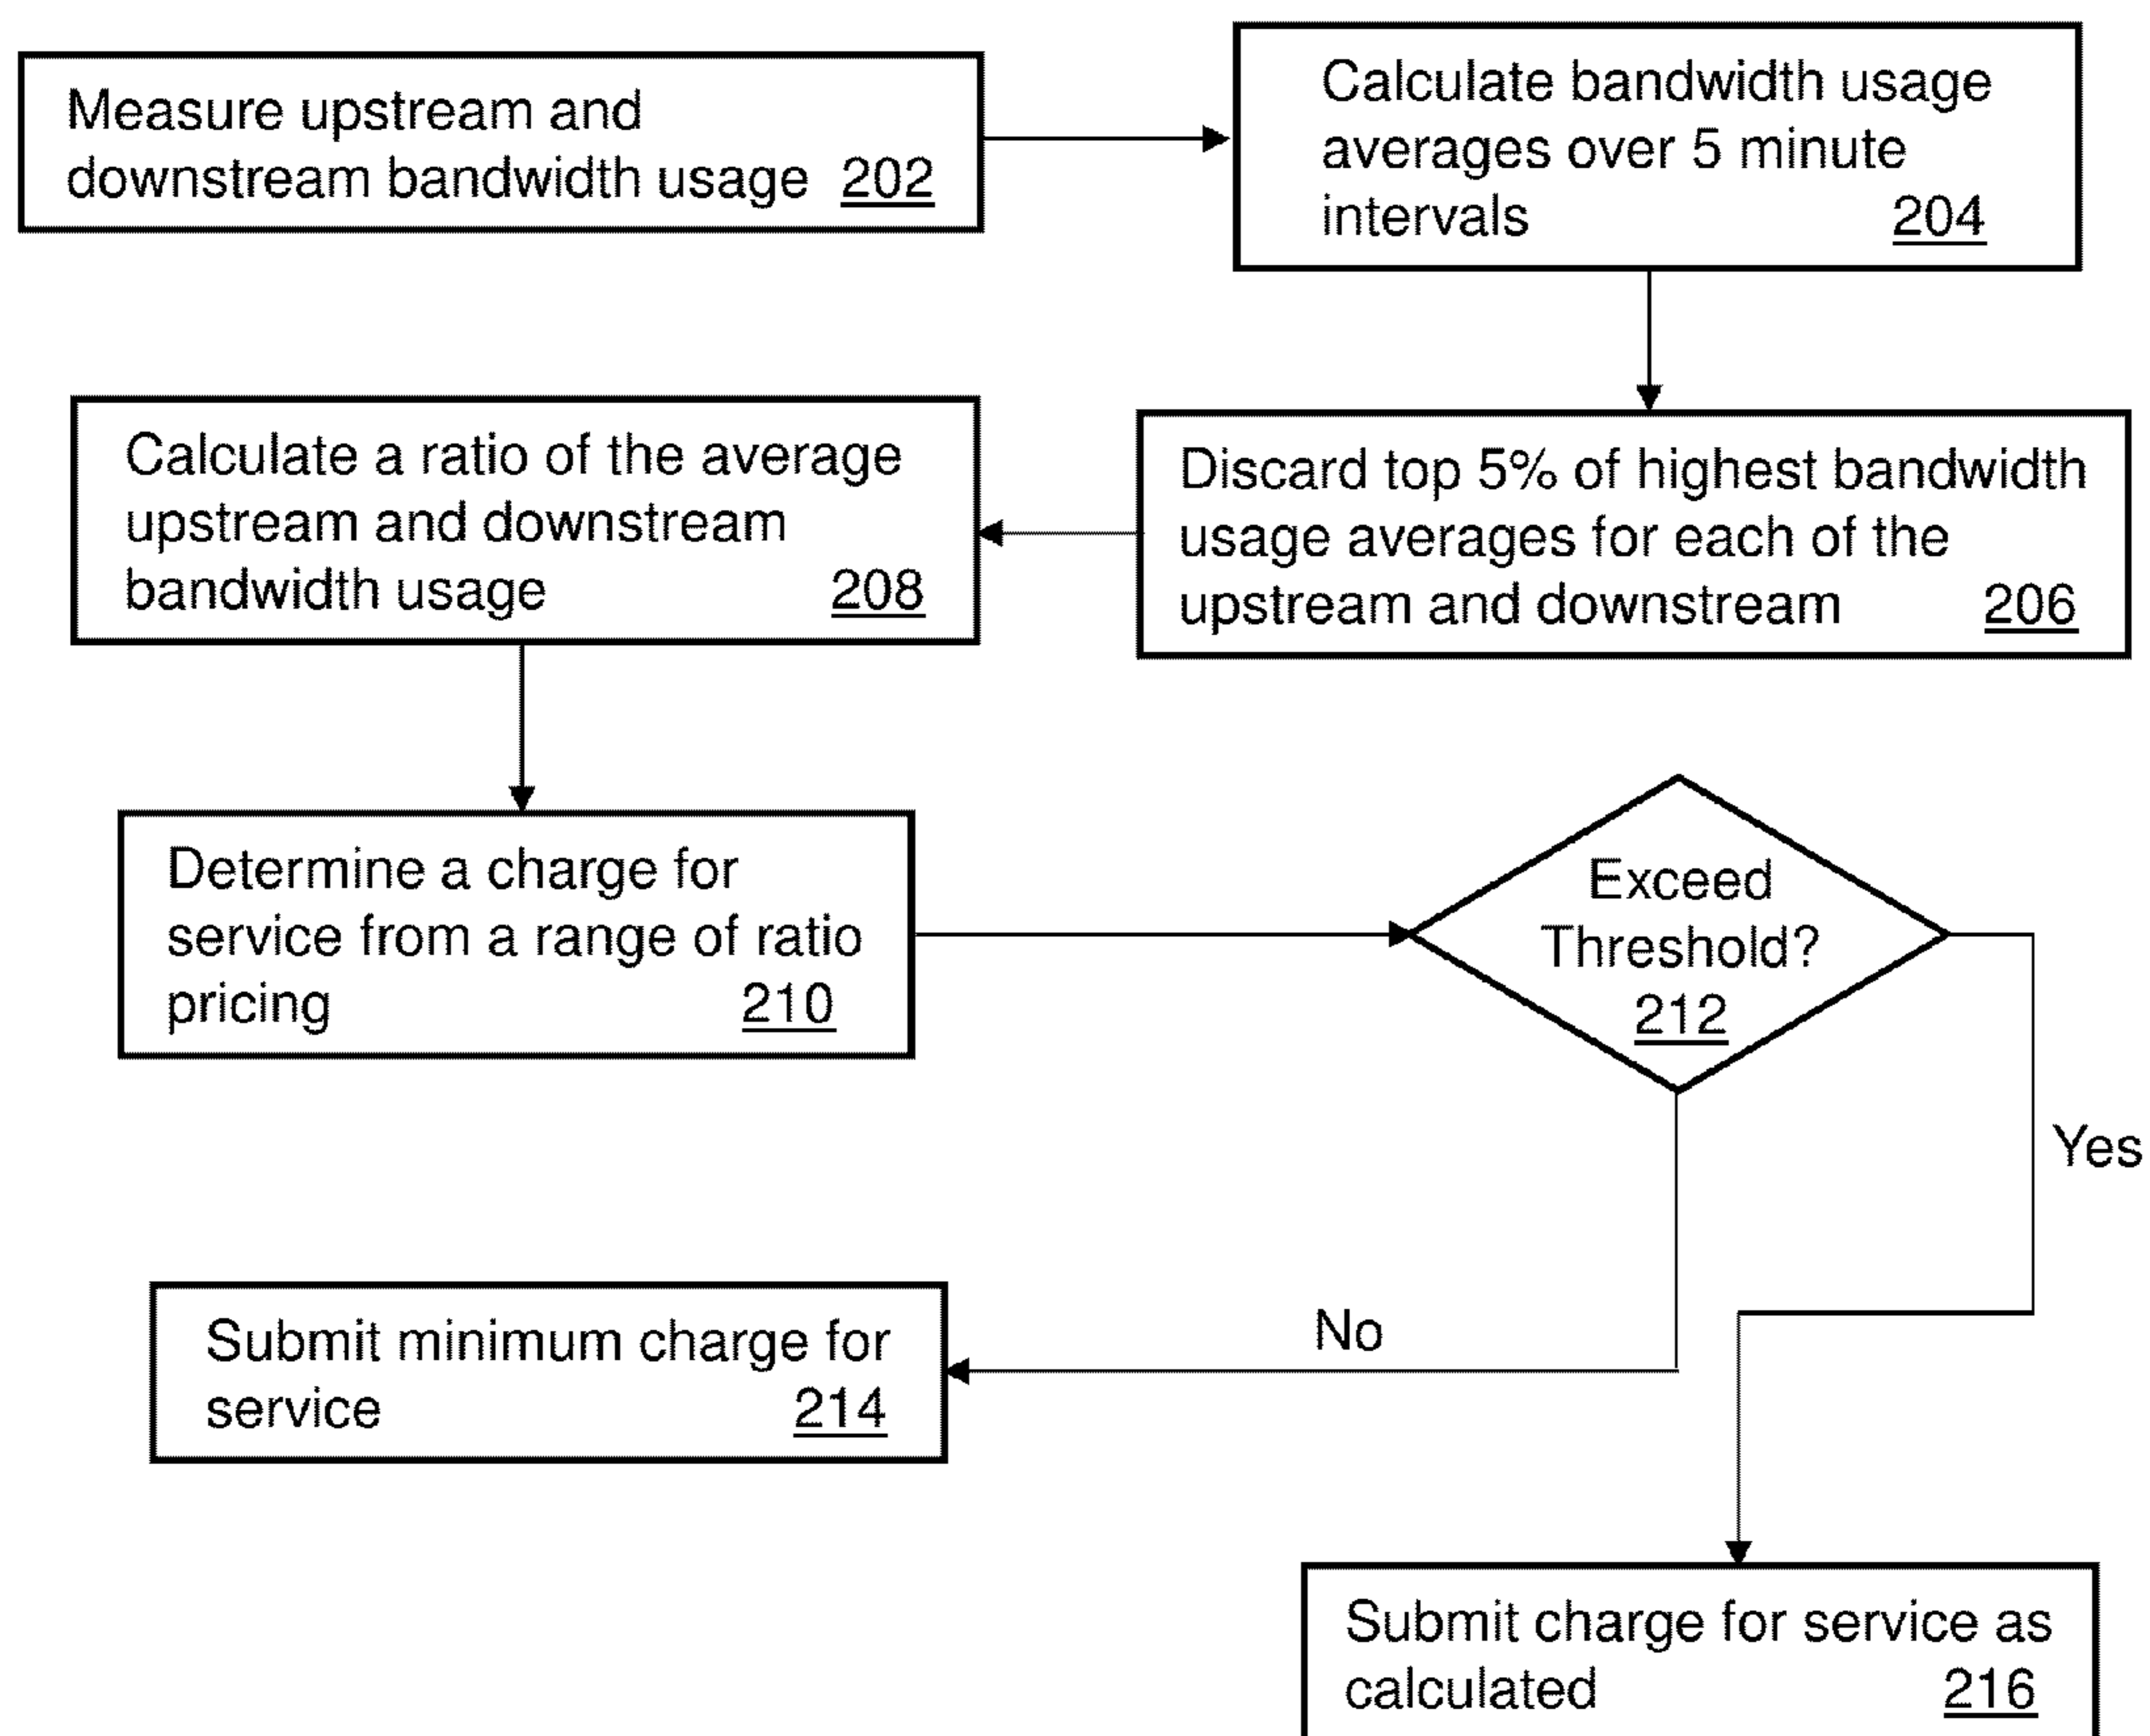 Measure upstream and
downstream bandwidth usage 202
Calculate bandwidth usage
averages over 5 minute
intervals 204
Discard top 5% of highest bandwidth
usage averages for each of the
upstream and downstream 206
Calculate a ratio of the average
upstream and downstream
bandwidth usage 208
Determine a charge for
service from a range of ratio
pricing 210
Exceed
Threshold?
212
Yes
No
Submit minimum charge for
service 214
Submit charge for service as
calculated 216